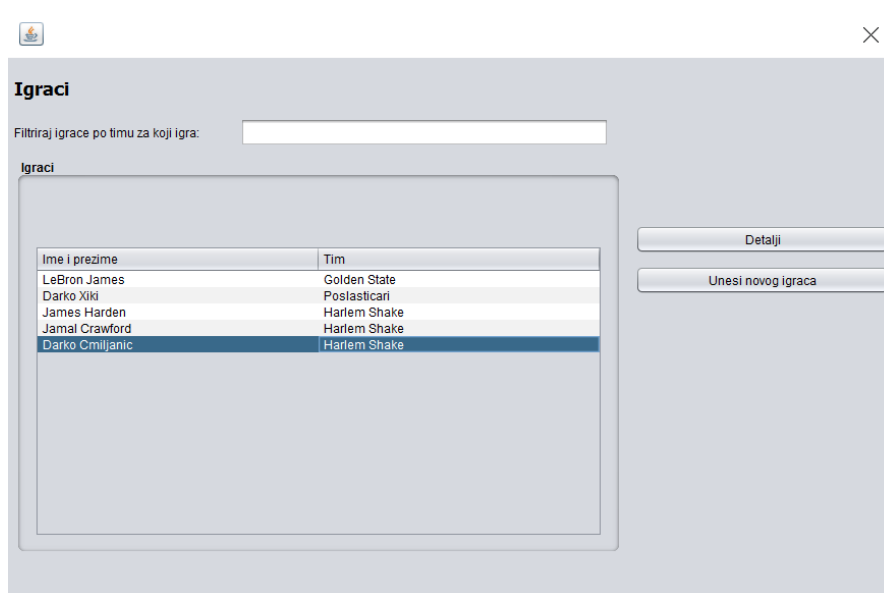 Igraci
Filtriraj igrace po timu za koji igra:
Igraci
Detalji
Unesi novog igraca
Ime i prezime Tim
LeBron James Golden State
Darko Xiki Poslasticari
James Harden Harlem Shake
Jamal Crawford Harlem Shake
Darko Cmiljanic Harlem Shake